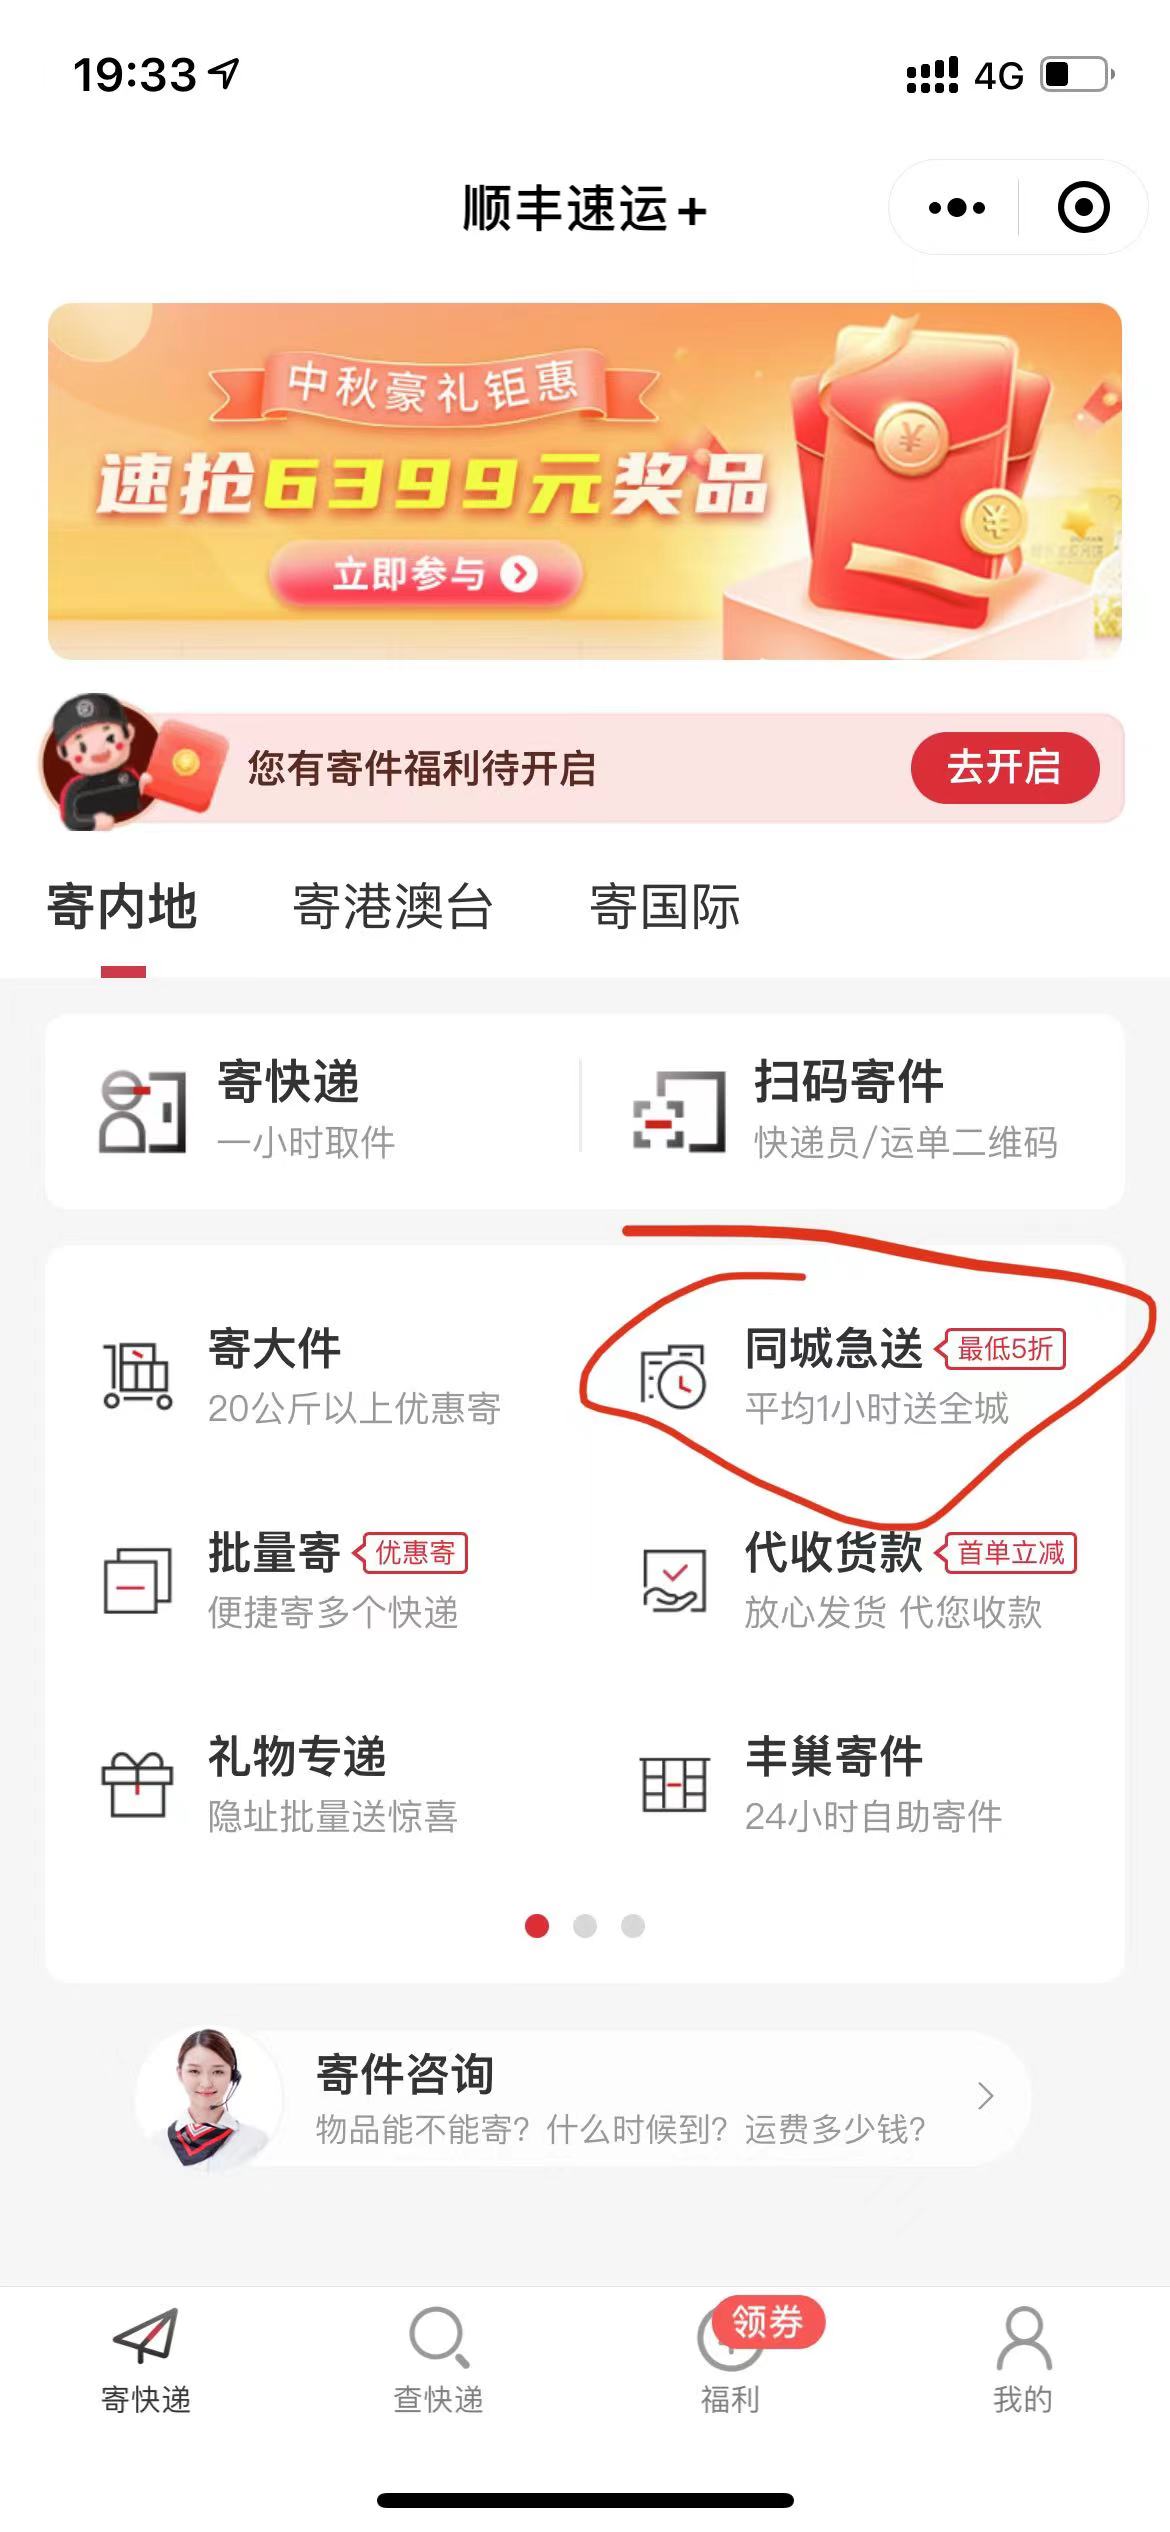 19:33
4G
顺丰速运+
中秋豪礼钜惠
速抢6399元奖品
立即参与
您有寄件福利待开启
去开启
寄内地 寄港澳台 寄国际
寄快递
一小时取件
扫码寄件
快递员/运单二维码
寄大件
20公斤以上优惠寄
同城急送 最低5折
平均1小时送全城
批量寄 优惠寄
便捷寄多个快递
代收货款 首单立减
放心发货 代您收款
礼物专递
隐址批量送惊喜
丰巢寄件
24小时自助寄件
寄件咨询
物品能不能寄？什么时候到？运费多少钱？
领券
寄快递 查快递 福利 我的